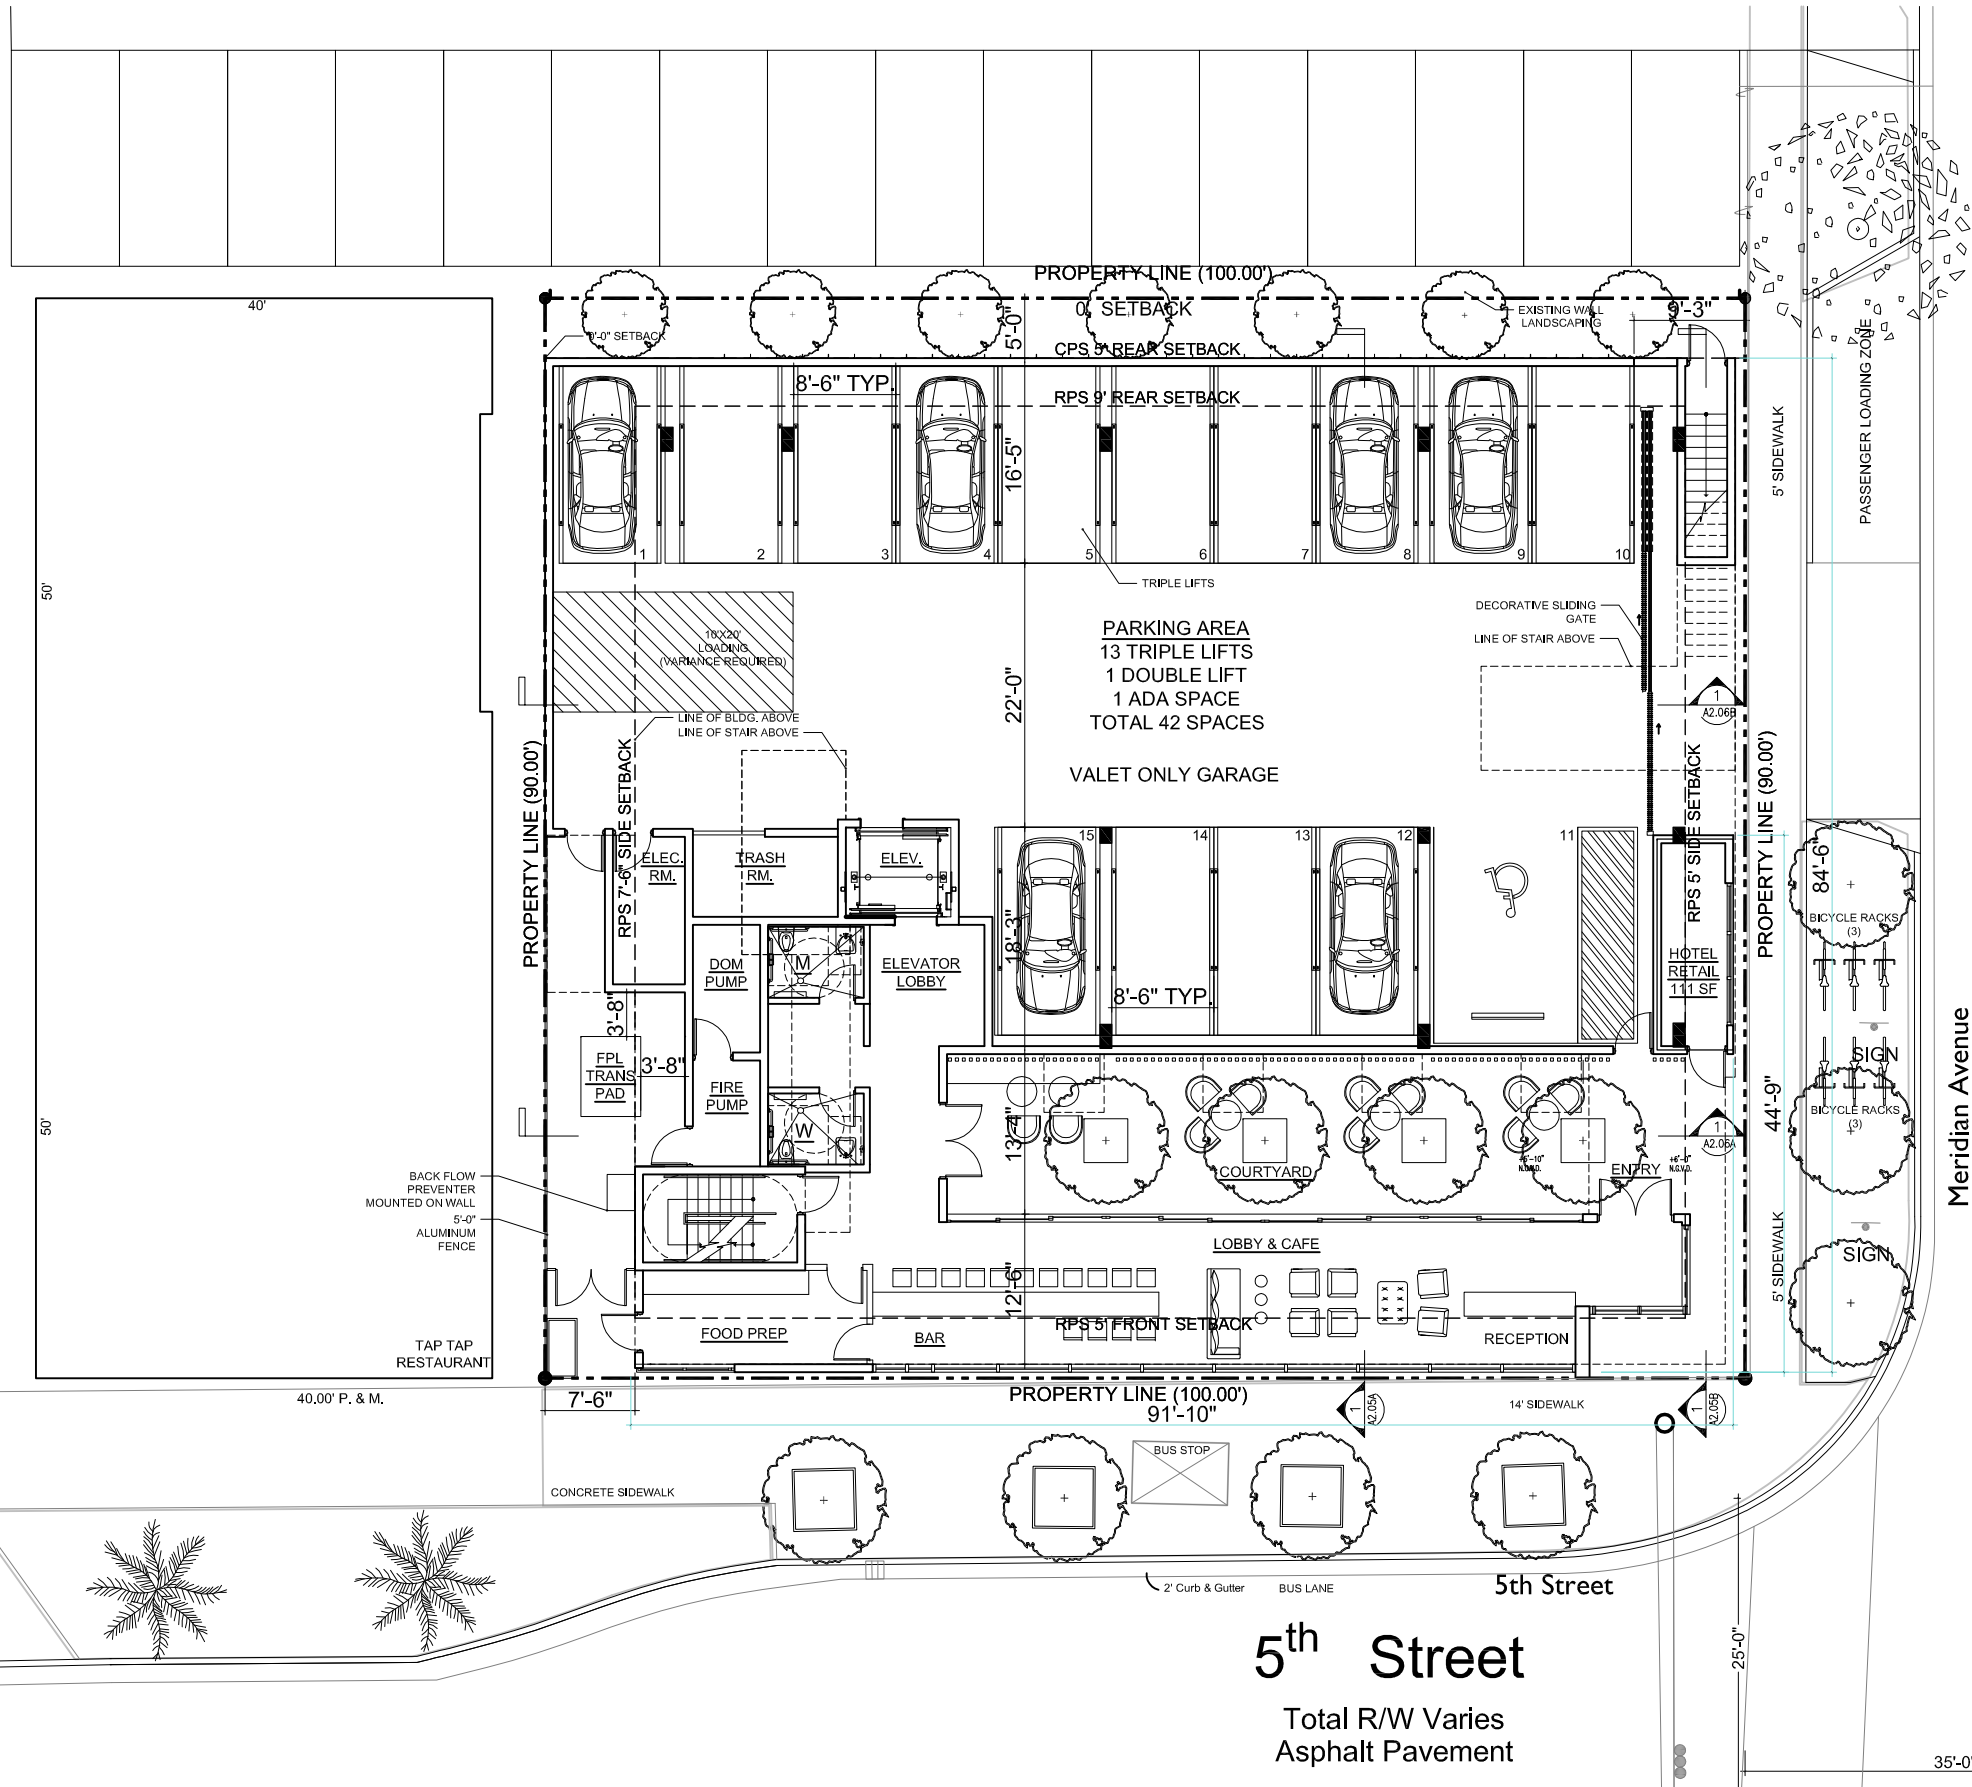 PROPERTY LINE (100.00')
0' SETBACK
EXISTING WALL
LANDSCAPING
9'-3"
40'
0'-0" SETBACK
5'-0"
CPS 5' REAR SETBACK
8'-6" TYP.
RPS 9' REAR SETBACK
16'-5"
5' SIDEWALK
PASSENGER LOADING ZONE
1
2
3
4
5
6
7
8
9
10
50'
TRIPLE LIFTS
DECORATIVE SLIDING
GATE
LINE OF STAIR ABOVE
10'X20'
LOADING
(VARIANCE REQUIRED)
PARKING AREA
13 TRIPLE LIFTS
1 DOUBLE LIFT
1 ADA SPACE
TOTAL 42 SPACES
VALET ONLY GARAGE
22'-0"
LINE OF BLDG. ABOVE
LINE OF STAIR ABOVE
1
A2.06B
PROPERTY LINE (90.00')
RPS 7'-6" SIDE SETBACK
RPS 5' SIDE SETBACK
PROPERTY LINE (90.00')
84'-6"
15
14
13
12
11
ELEC.
RM.
TRASH
RM.
ELEV.
BICYCLE RACKS
(3)
18'-3"
M
DOM
PUMP
ELEVATOR
LOBBY
HOTEL
RETAIL
111 SF
8'-6" TYP.
3'-8"
3'-8"
FPL
TRANS
PAD
FIRE
PUMP
SIGN
BICYCLE RACKS
(3)
44'-9"
Meridian Avenue
50'
W
13'-4"
1
A2.06A
COURTYARD
+6'-10"
N.G.V.D.
+6'-0"
N.G.V.D.
ENTRY
BACK FLOW
PREVENTER
MOUNTED ON WALL
5'-0"
ALUMINUM
FENCE
LOBBY & CAFE
5' SIDEWALK
SIGN
12'-6"
FOOD PREP
BAR
RPS 5' FRONT SETBACK
RECEPTION
TAP TAP
RESTAURANT
40.00' P. & M.
7'-6"
PROPERTY LINE (100.00')
91'-10"
1
A2.05A
14' SIDEWALK
1
A2.05B
BUS STOP
CONCRETE SIDEWALK
2' Curb & Gutter
BUS LANE
5th Street
5th Street
25'-0"
Total R/W Varies
Asphalt Pavement
35'-0"